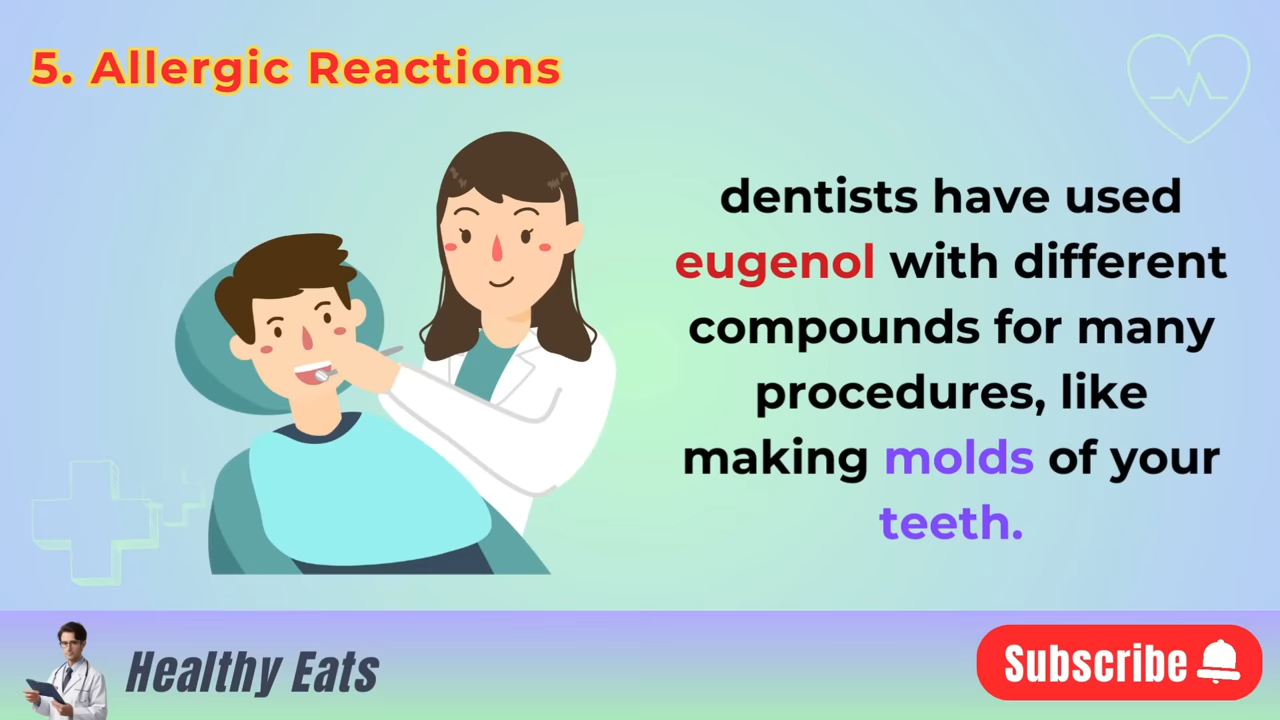 5. Allergic Reactions
dentists have used
eugenol with different
compounds for many
procedures, like
making molds of your
teeth.
Healthy Eats
Subscribe